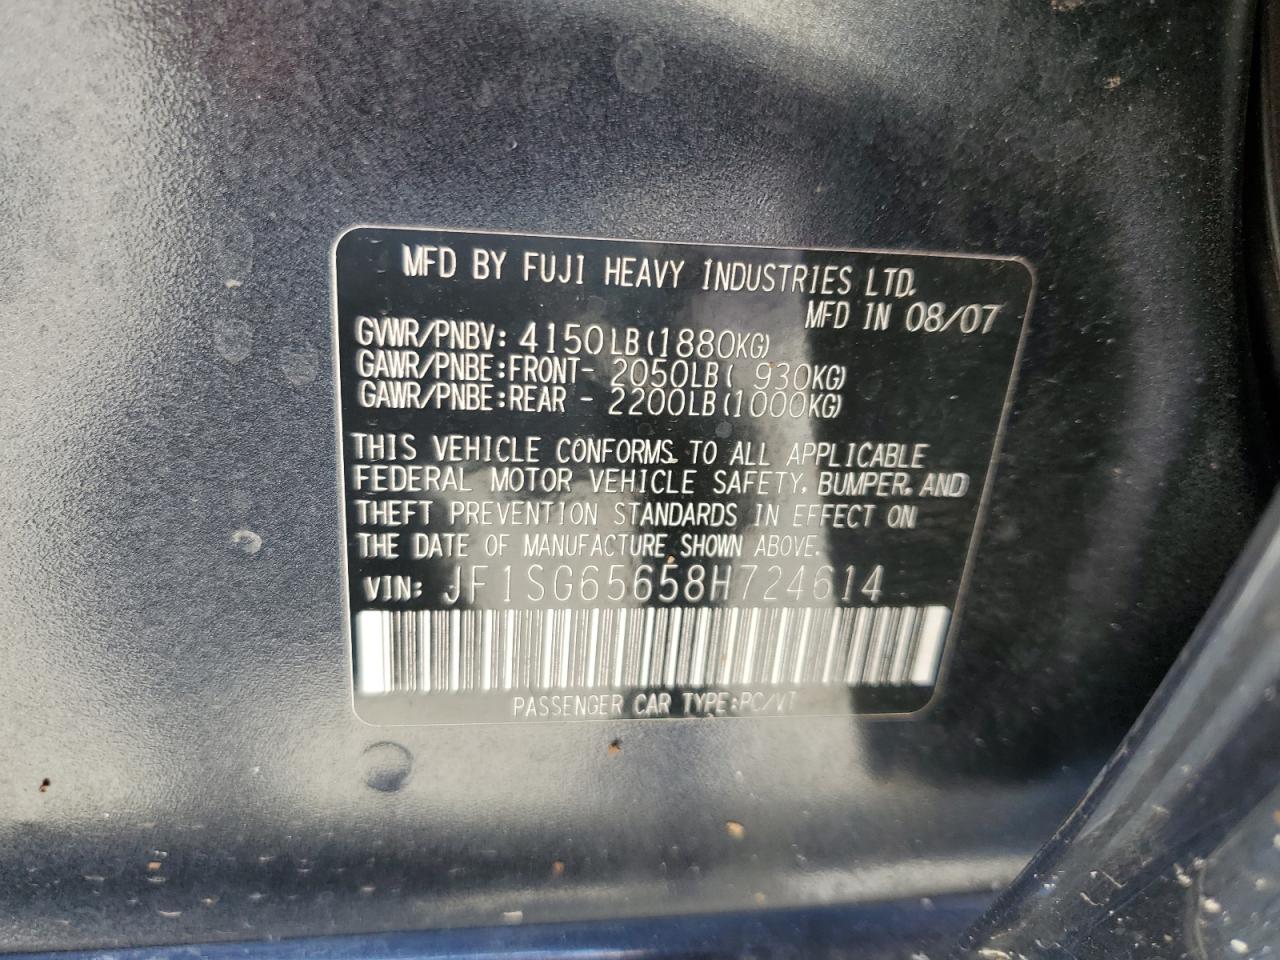 MFD BY FUJI HEAVY INDUSTRIES LTD.
MFD IN 08/07
GVWR/PNBV: 4150LB(1880KG)
GAWR/PNBE:FRONT- 2050LB( 930KG)
GAWR/PNBE:REAR - 2200LB(1000KG)
THIS VEHICLE CONFORMS TO ALL APPLICABLE
FEDERAL MOTOR VEHICLE SAFETY, BUMPER, AND
THEFT PREVENTION STANDARDS IN EFFECT ON
THE DATE OF MANUFACTURE SHOWN ABOVE.
VIN: JF1SG65658H724614
PASSENGER CAR TYPE:PC/VT